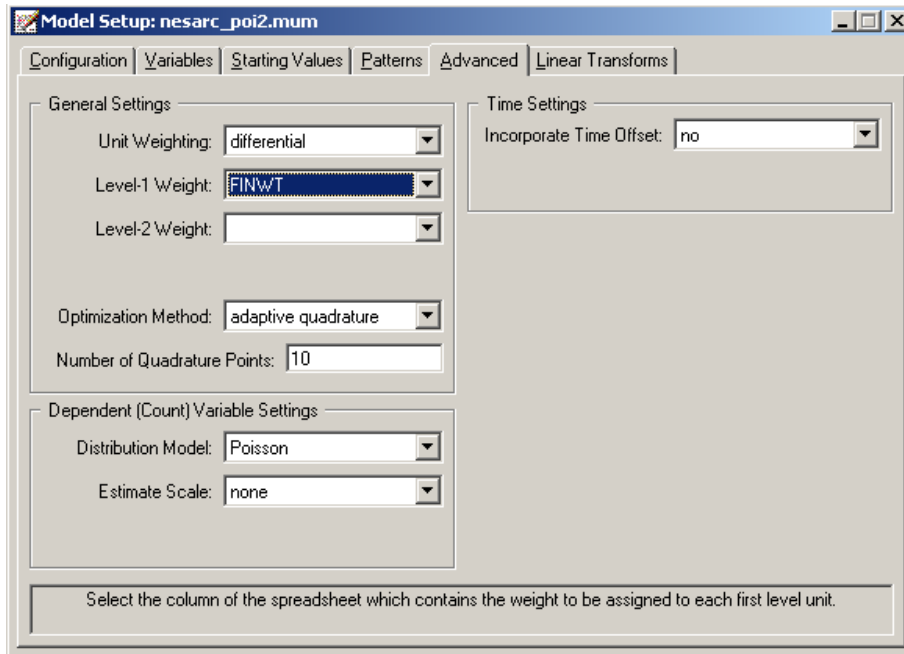 Model Setup: nesarc_poi2.mum
Configuration Variables Starting Values Patterns Advanced Linear Transforms
General Settings
Unit Weighting: differential
Level-1 Weight: FINWT
Level-2 Weight:
Optimization Method: adaptive quadrature
Number of Quadrature Points: 10
Dependent (Count) Variable Settings
Distribution Model: Poisson
Estimate Scale: none
Time Settings
Incorporate Time Offset: no
Select the column of the spreadsheet which contains the weight to be assigned to each first level unit.